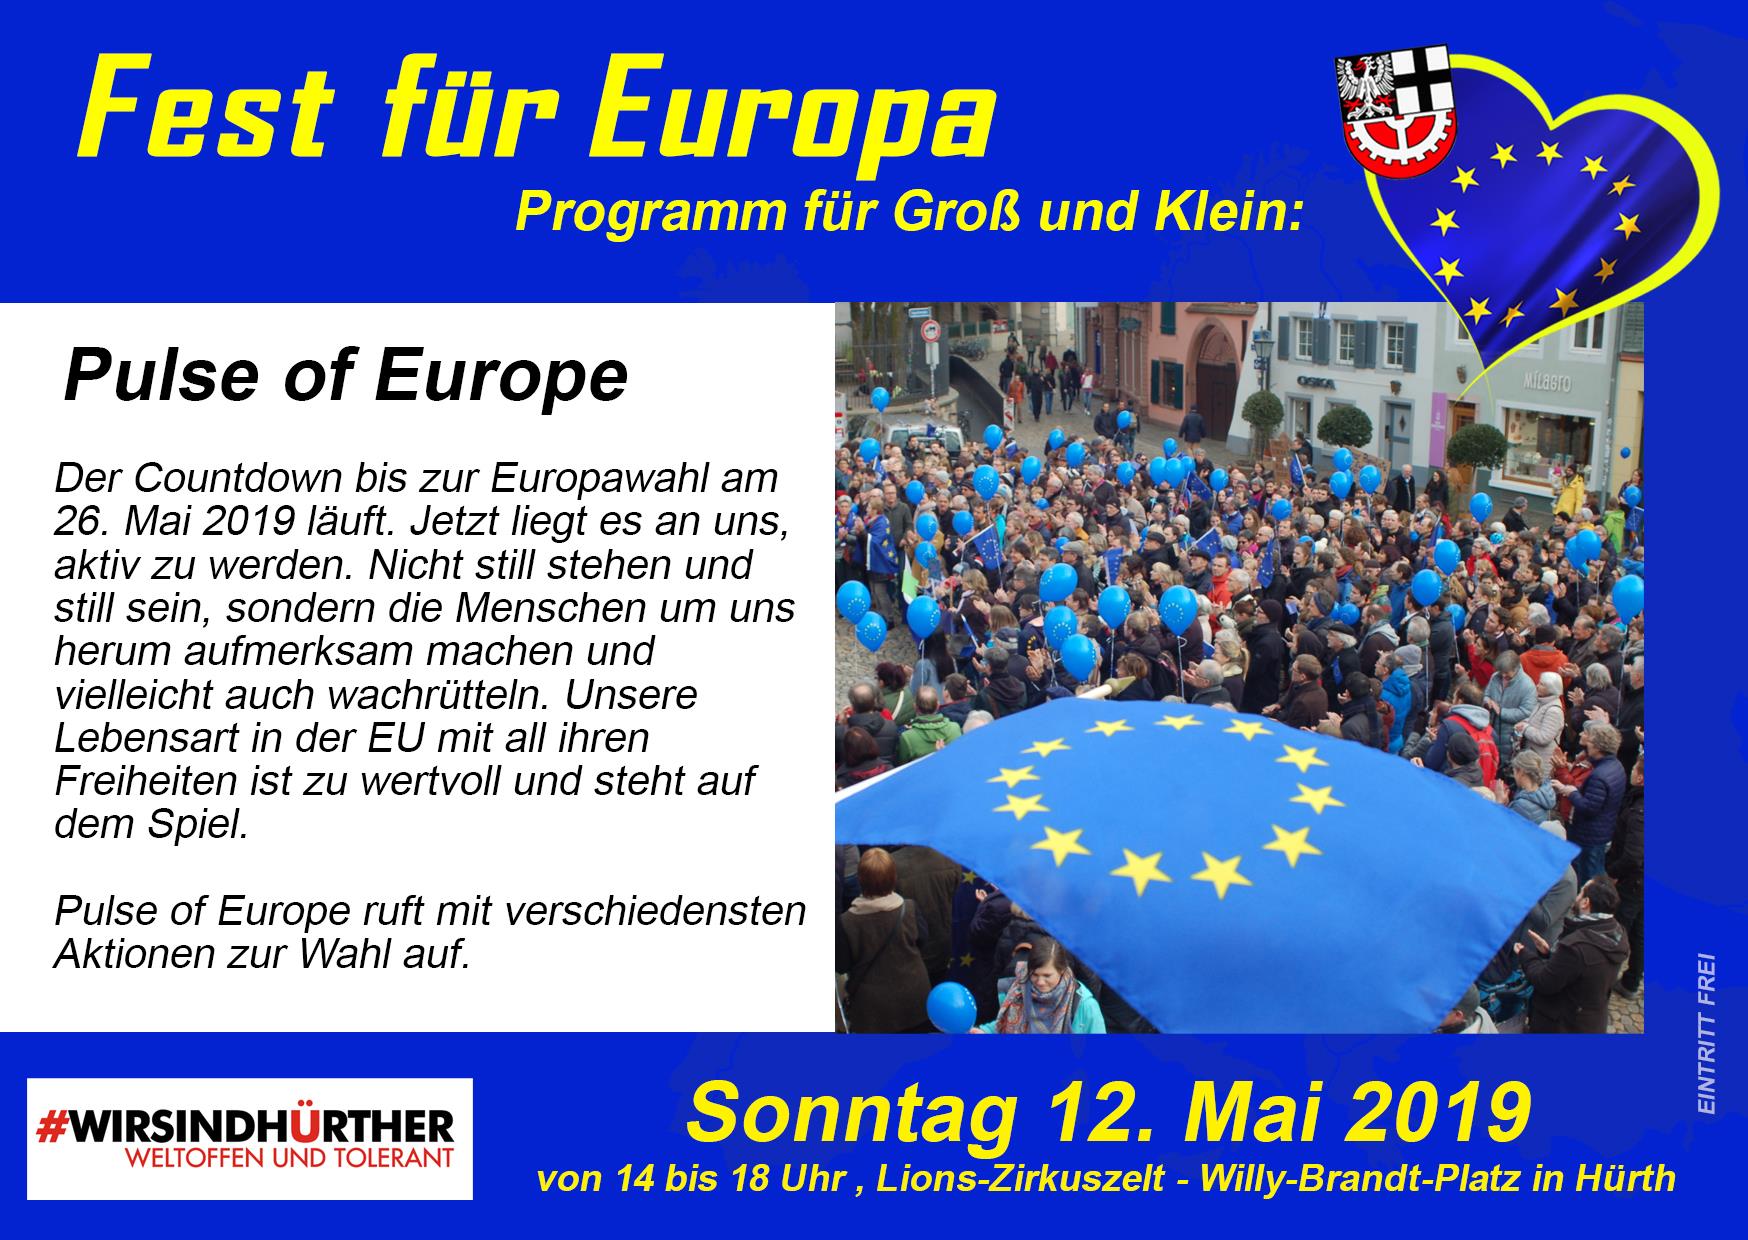 Fest für Europa
Programm für Groß und Klein:
Pulse of Europe
Der Countdown bis zur Europawahl am
26. Mai 2019 läuft. Jetzt liegt es an uns,
aktiv zu werden. Nicht still stehen und
still sein, sondern die Menschen um uns
herum aufmerksam machen und
vielleicht auch wachrütteln. Unsere
Lebensart in der EU mit all ihren
Freiheiten ist zu wertvoll und steht auf
dem Spiel.
Pulse of Europe ruft mit verschiedensten
Aktionen zur Wahl auf.
OSKA
Milagro
EINTRITT FREI
#WIRSINDHÜRTHER
WELTOFFEN UND TOLERANT
Sonntag 12. Mai 2019
von 14 bis 18 Uhr , Lions-Zirkuszelt - Willy-Brandt-Platz in Hürth